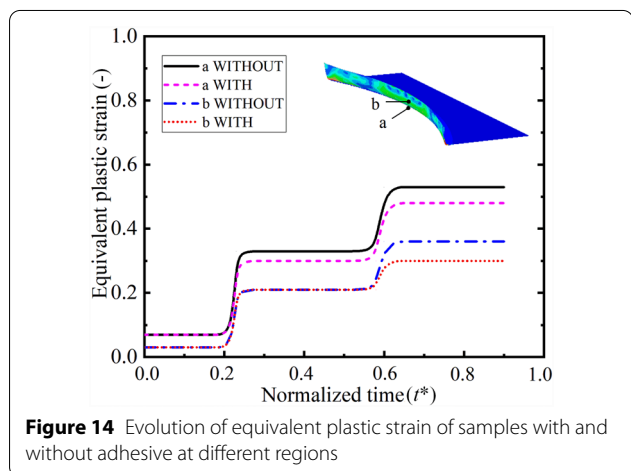 1.0
0.8
0.6
0.4
0.2
0.0
Equivalent plastic strain (-)
a WITHOUT
a WITH
b WITHOUT
b WITH
b
a
0.0 0.2 0.4 0.6 0.8 1.0
Normalized time (t*)
Figure 14 Evolution of equivalent plastic strain of samples with and
without adhesive at different regions